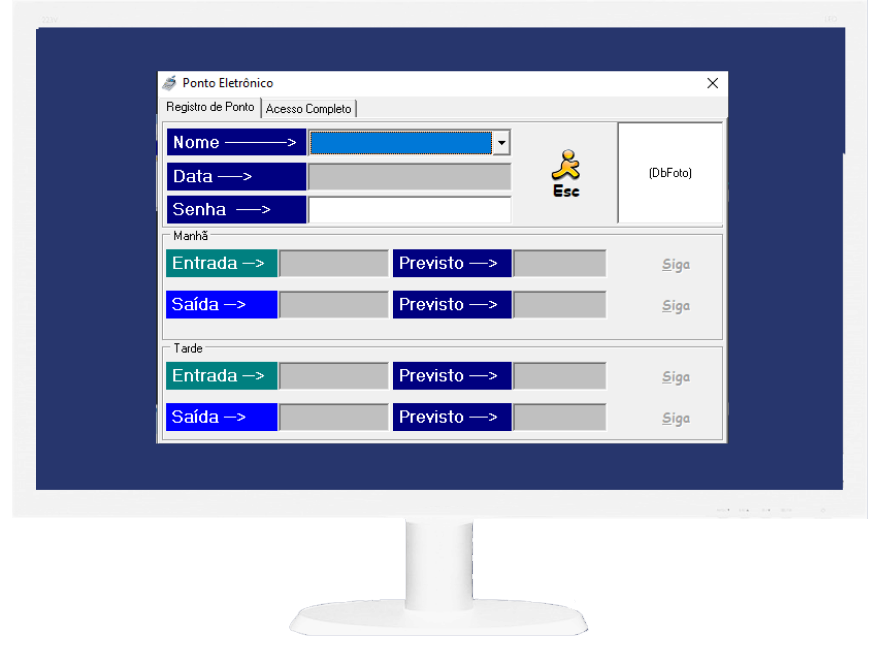 Ponto Eletrônico
Registro de Ponto Acesso Completo
Nome ———>
Data —–>
Esc
(DbFoto)
Senha —–>
Manhã
Entrada —> Previsto —–> Siga
Saída —> Previsto —–> Siga
Tarde
Entrada —> Previsto —–> Siga
Saída —> Previsto —–> Siga